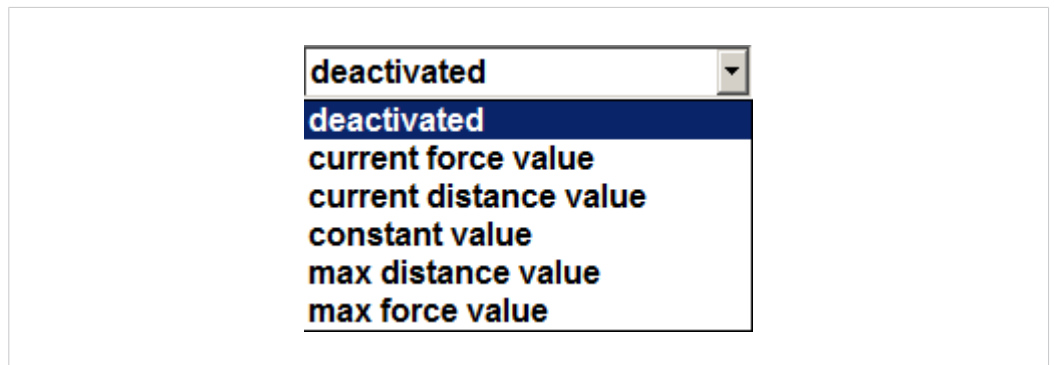 deactivated
deactivated
current force value
current distance value
constant value
max distance value
max force value